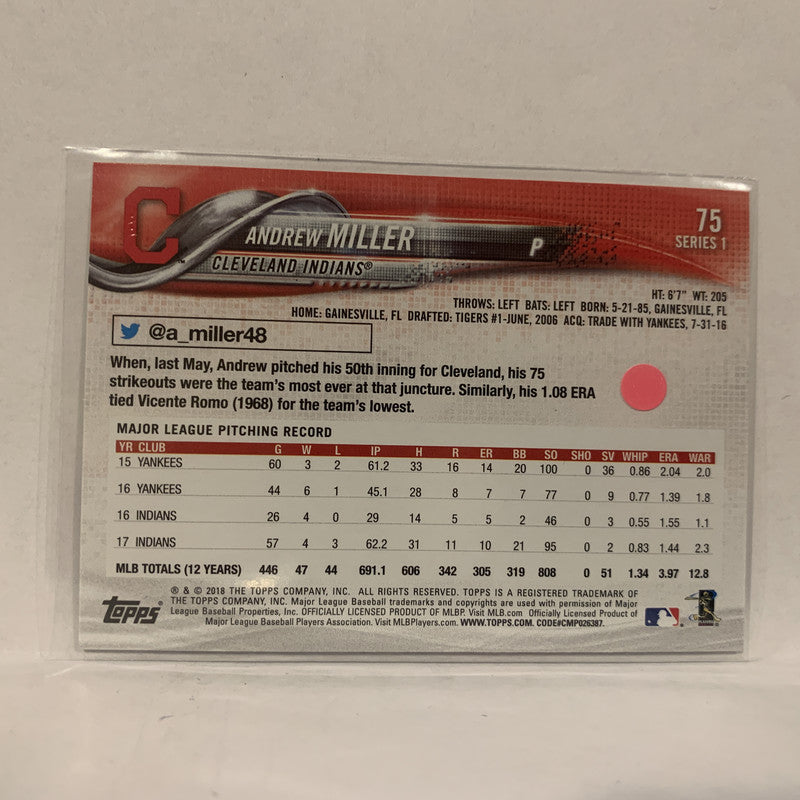 C
ANDREW MILLER
P
CLEVELAND INDIANS®
75
SERIES 1
HT: 6'7" WT: 205
THROWS: LEFT BATS: LEFT BORN: 5-21-85, GAINESVILLE, FL
HOME: GAINESVILLE, FL DRAFTED: TIGERS #1-JUNE, 2006 ACQ: TRADE WITH YANKEES, 7-31-16
@a_miller48
When, last May, Andrew pitched his 50th inning for Cleveland, his 75
strikeouts were the team's most ever at that juncture. Similarly, his 1.08 ERA
tied Vicente Romo (1968) for the team's lowest.
MAJOR LEAGUE PITCHING RECORD
YR CLUB G W L IP H R ER BB SO SHO SV WHIP ERA WAR
15 YANKEES 60 3 2 61.2 33 16 14 20 100 0 36 0.86 2.04 2.0
16 YANKEES 44 6 1 45.1 28 8 7 7 77 0 9 0.77 1.39 1.8
16 INDIANS 26 4 0 29 14 5 5 2 46 0 3 0.55 1.55 1.1
17 INDIANS 57 4 3 62.2 31 11 10 21 95 0 2 0.83 1.44 2.3
MLB TOTALS (12 YEARS) 446 47 44 691.1 606 342 305 319 808 0 51 1.34 3.97 12.8
topps®
® & © 2018 THE TOPPS COMPANY, INC. ALL RIGHTS RESERVED. TOPPS IS A REGISTERED TRADEMARK OF
THE TOPPS COMPANY, INC. Major League Baseball trademarks and copyrights are used with permission of Major
League Baseball Properties, Inc. OFFICIALLY LICENSED PRODUCT OF MLBP. Visit MLB.com. Officially Licensed Product of
Major League Baseball Players Association. Visit MLBPlayers.com. WWW.TOPPS.COM. CODE#CMP026387.